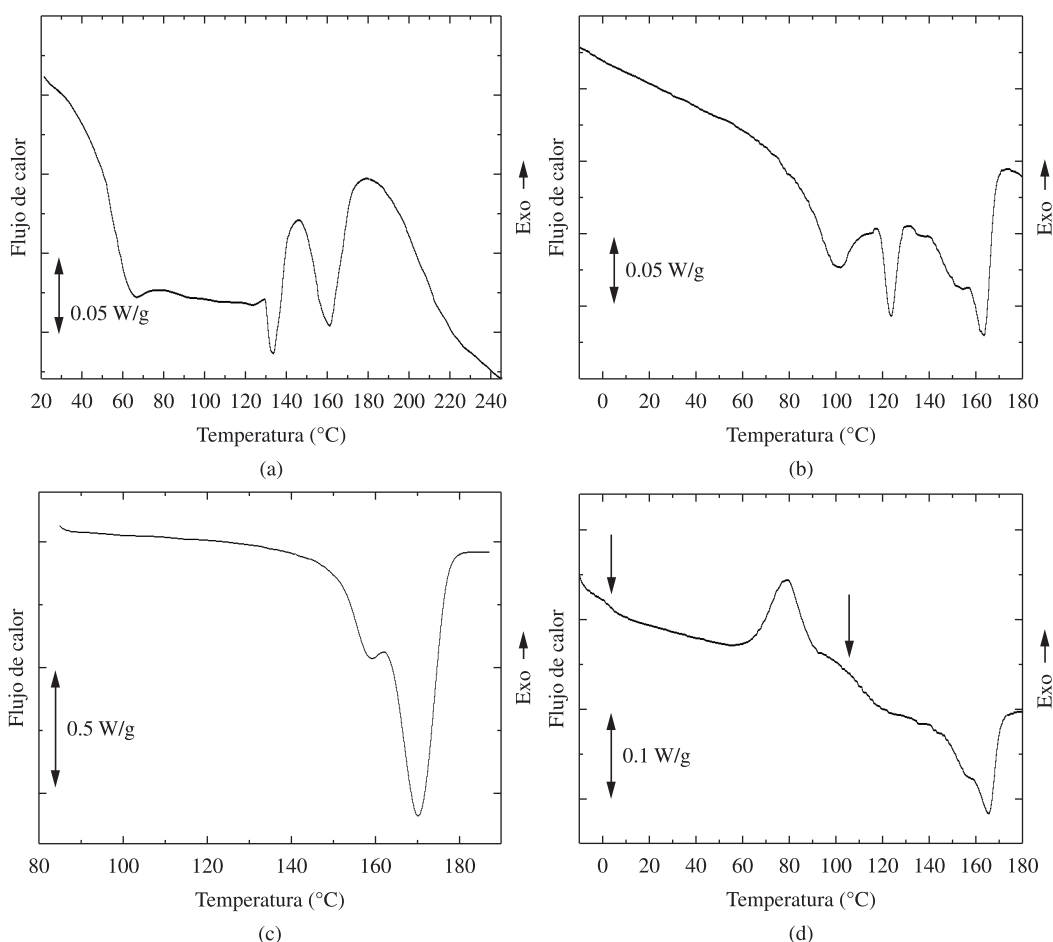 Flujo de calor
0.05 W/g
Exo
20 40 60 80 100 120 140 160 180 200 220 240
Temperatura (°C)
(a)
Flujo de calor
0.05 W/g
Exo
0 20 40 60 80 100 120 140 160 180
Temperatura (°C)
(b)
Flujo de calor
0.5 W/g
Exo
80 100 120 140 160 180
Temperatura (°C)
(c)
Flujo de calor
0.1 W/g
Exo
0 20 40 60 80 100 120 140 160 180
Temperatura (°C)
(d)